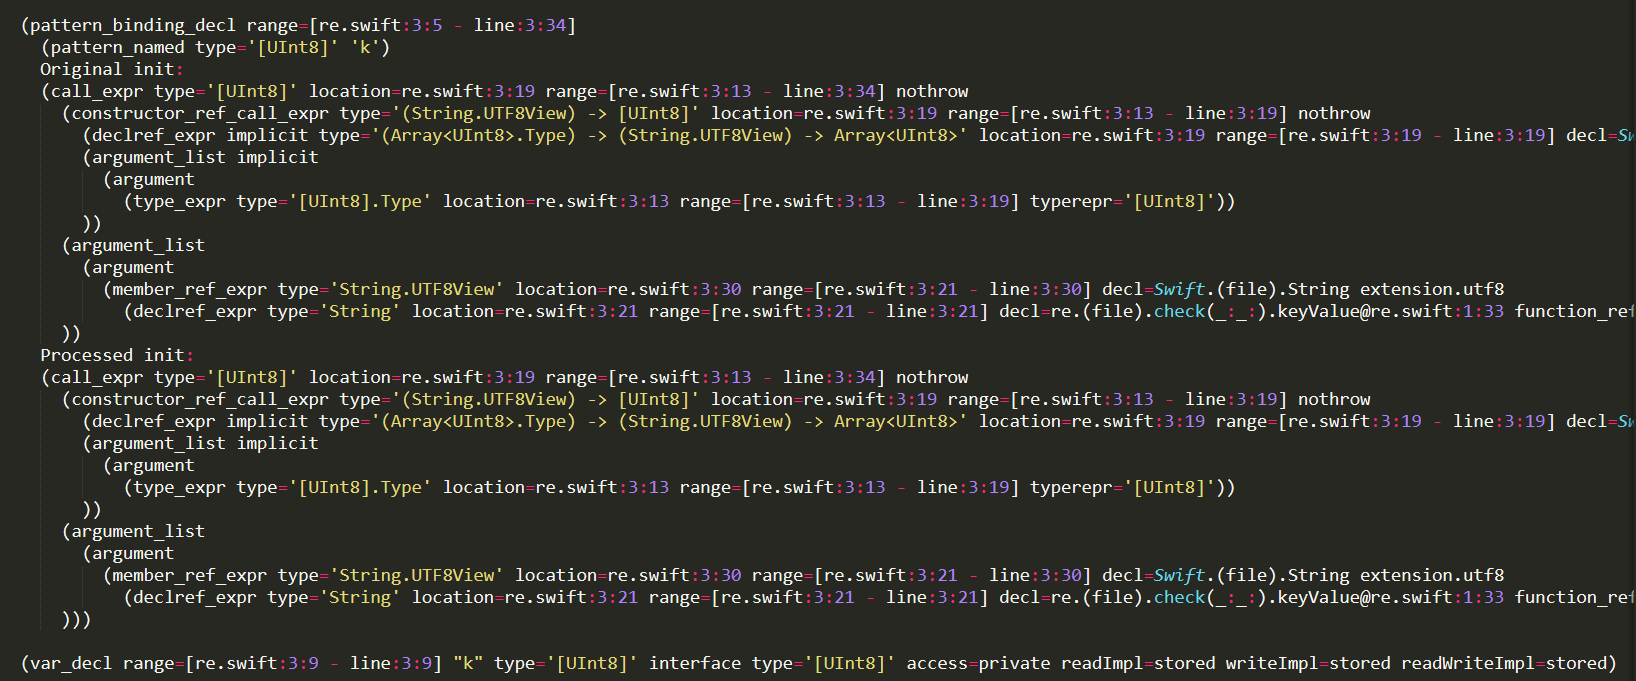 (pattern_binding_decl range=[re.swift:3:5 - line:3:34]
(pattern_named type='[UInt8]' 'k')
Original init:
(call_expr type='[UInt8]' location=re.swift:3:19 range=[re.swift:3:13 - line:3:34] nothrow
(constructor_ref_call_expr type='(String.UTF8View) -> [UInt8]' location=re.swift:3:19 range=[re.swift:3:13 - line:3:19] nothrow
(declref_expr implicit type='(Array<UInt8>.Type) -> (String.UTF8View) -> Array<UInt8>' location=re.swift:3:19 range=[re.swift:3:19 - line:3:19] decl=Sw
(argument_list implicit
(argument
(type_expr type='[UInt8].Type' location=re.swift:3:13 range=[re.swift:3:13 - line:3:19] typerepr='[UInt8]'))
))
(argument_list
(argument
(member_ref_expr type='String.UTF8View' location=re.swift:3:30 range=[re.swift:3:21 - line:3:30] decl=Swift.(file).String extension.utf8
(declref_expr type='String' location=re.swift:3:21 range=[re.swift:3:21 - line:3:21] decl=re.(file).check(_:_:).keyValue@re.swift:1:33 function_ref
))
Processed init:
(call_expr type='[UInt8]' location=re.swift:3:19 range=[re.swift:3:13 - line:3:34] nothrow
(constructor_ref_call_expr type='(String.UTF8View) -> [UInt8]' location=re.swift:3:19 range=[re.swift:3:13 - line:3:19] nothrow
(declref_expr implicit type='(Array<UInt8>.Type) -> (String.UTF8View) -> Array<UInt8>' location=re.swift:3:19 range=[re.swift:3:19 - line:3:19] decl=Sw
(argument_list implicit
(argument
(type_expr type='[UInt8].Type' location=re.swift:3:13 range=[re.swift:3:13 - line:3:19] typerepr='[UInt8]'))
))
(argument_list
(argument
(member_ref_expr type='String.UTF8View' location=re.swift:3:30 range=[re.swift:3:21 - line:3:30] decl=Swift.(file).String extension.utf8
(declref_expr type='String' location=re.swift:3:21 range=[re.swift:3:21 - line:3:21] decl=re.(file).check(_:_:).keyValue@re.swift:1:33 function_ref
)))
(var_decl range=[re.swift:3:9 - line:3:9] "k" type='[UInt8]' interface type='[UInt8]' access=private readImpl=stored writeImpl=stored readWriteImpl=stored)